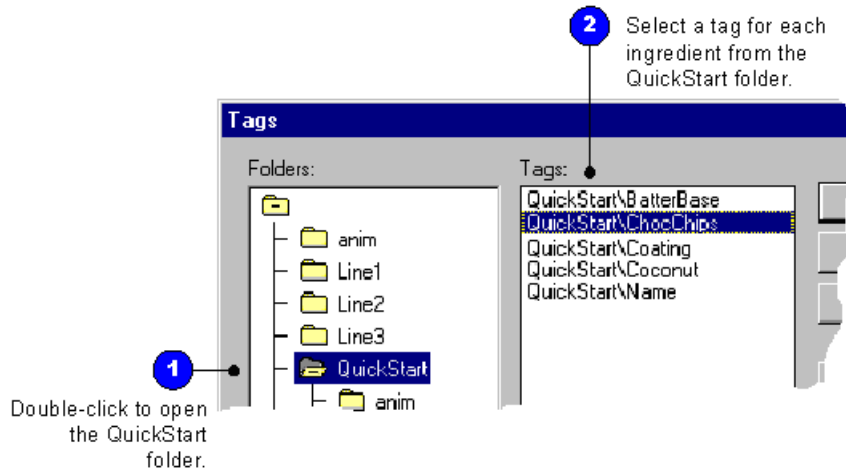 2
Select a tag for each
ingredient from the
QuickStart folder.
Tags
Folders:
Tags:
anim
Line1
Line2
Line3
QuickStart
anim
QuickStart\BatterBase
QuickStart\ChocChips
QuickStart\Coating
QuickStart\Coconut
QuickStart\Name
1
Double-click to open
the QuickStart
folder.